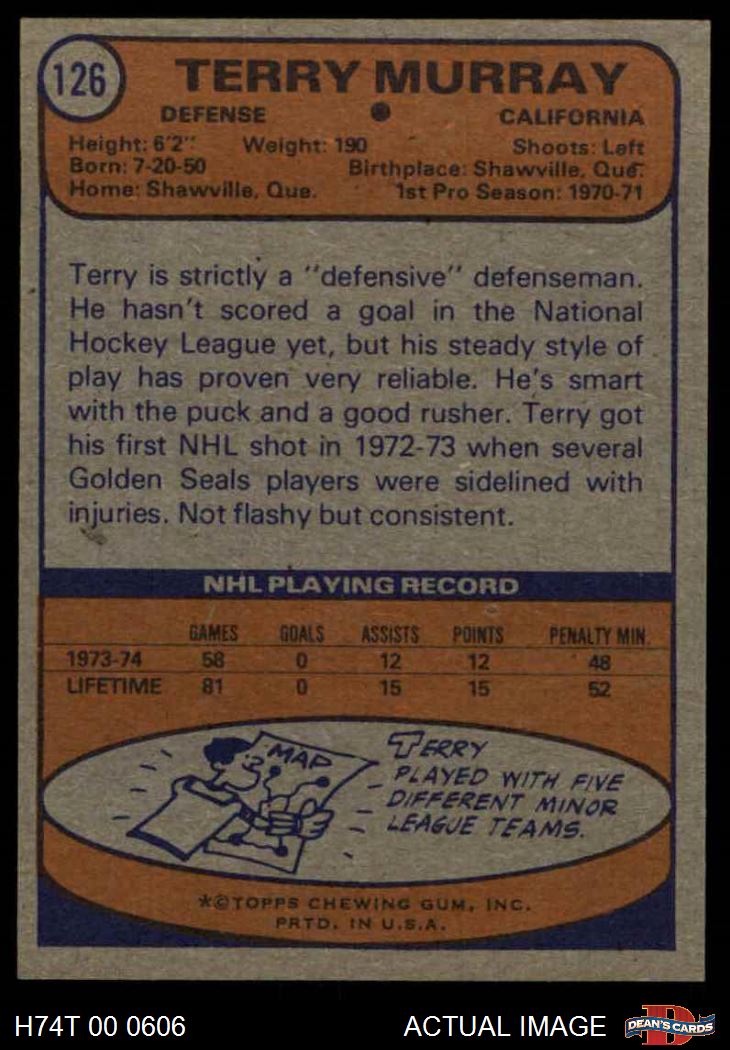 126
TERRY MURRAY
DEFENSE • CALIFORNIA
Height: 6'2" Weight: 190 Shoots: Left
Born: 7-20-50 Birthplace: Shawville, Que.
Home: Shawville, Que. 1st Pro Season: 1970-71
Terry is strictly a "defensive" defenseman.
He hasn't scored a goal in the National
Hockey League yet, but his steady style of
play has proven very reliable. He's smart
with the puck and a good rusher. Terry got
his first NHL shot in 1972-73 when several
Golden Seals players were sidelined with
injuries. Not flashy but consistent.
NHL PLAYING RECORD
GAMES GOALS ASSISTS POINTS PENALTY MIN.
1973-74 58 0 12 12 48
LIFETIME 81 0 15 15 52
MAP
TERRY
PLAYED WITH FIVE
DIFFERENT MINOR
LEAGUE TEAMS.
*©TOPPS CHEWING GUM, INC.
PRTD. IN U.S.A.
H74T 00 0606 ACTUAL IMAGE
D
DEAN'S CARDS